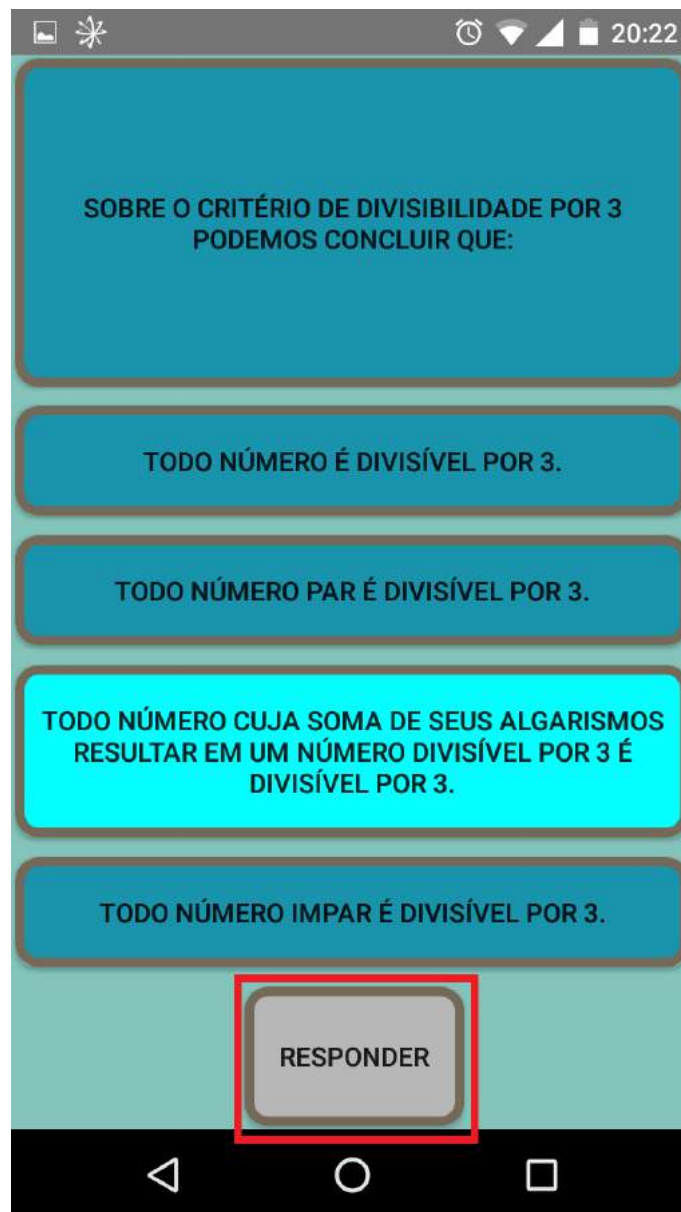 20:22
SOBRE O CRITÉRIO DE DIVISIBILIDADE POR 3
PODEMOS CONCLUIR QUE:
TODO NÚMERO É DIVISÍVEL POR 3.
TODO NÚMERO PAR É DIVISÍVEL POR 3.
TODO NÚMERO CUJA SOMA DE SEUS ALGARISMOS
RESULTAR EM UM NÚMERO DIVISÍVEL POR 3 É
DIVISÍVEL POR 3.
TODO NÚMERO IMPAR É DIVISÍVEL POR 3.
RESPONDER